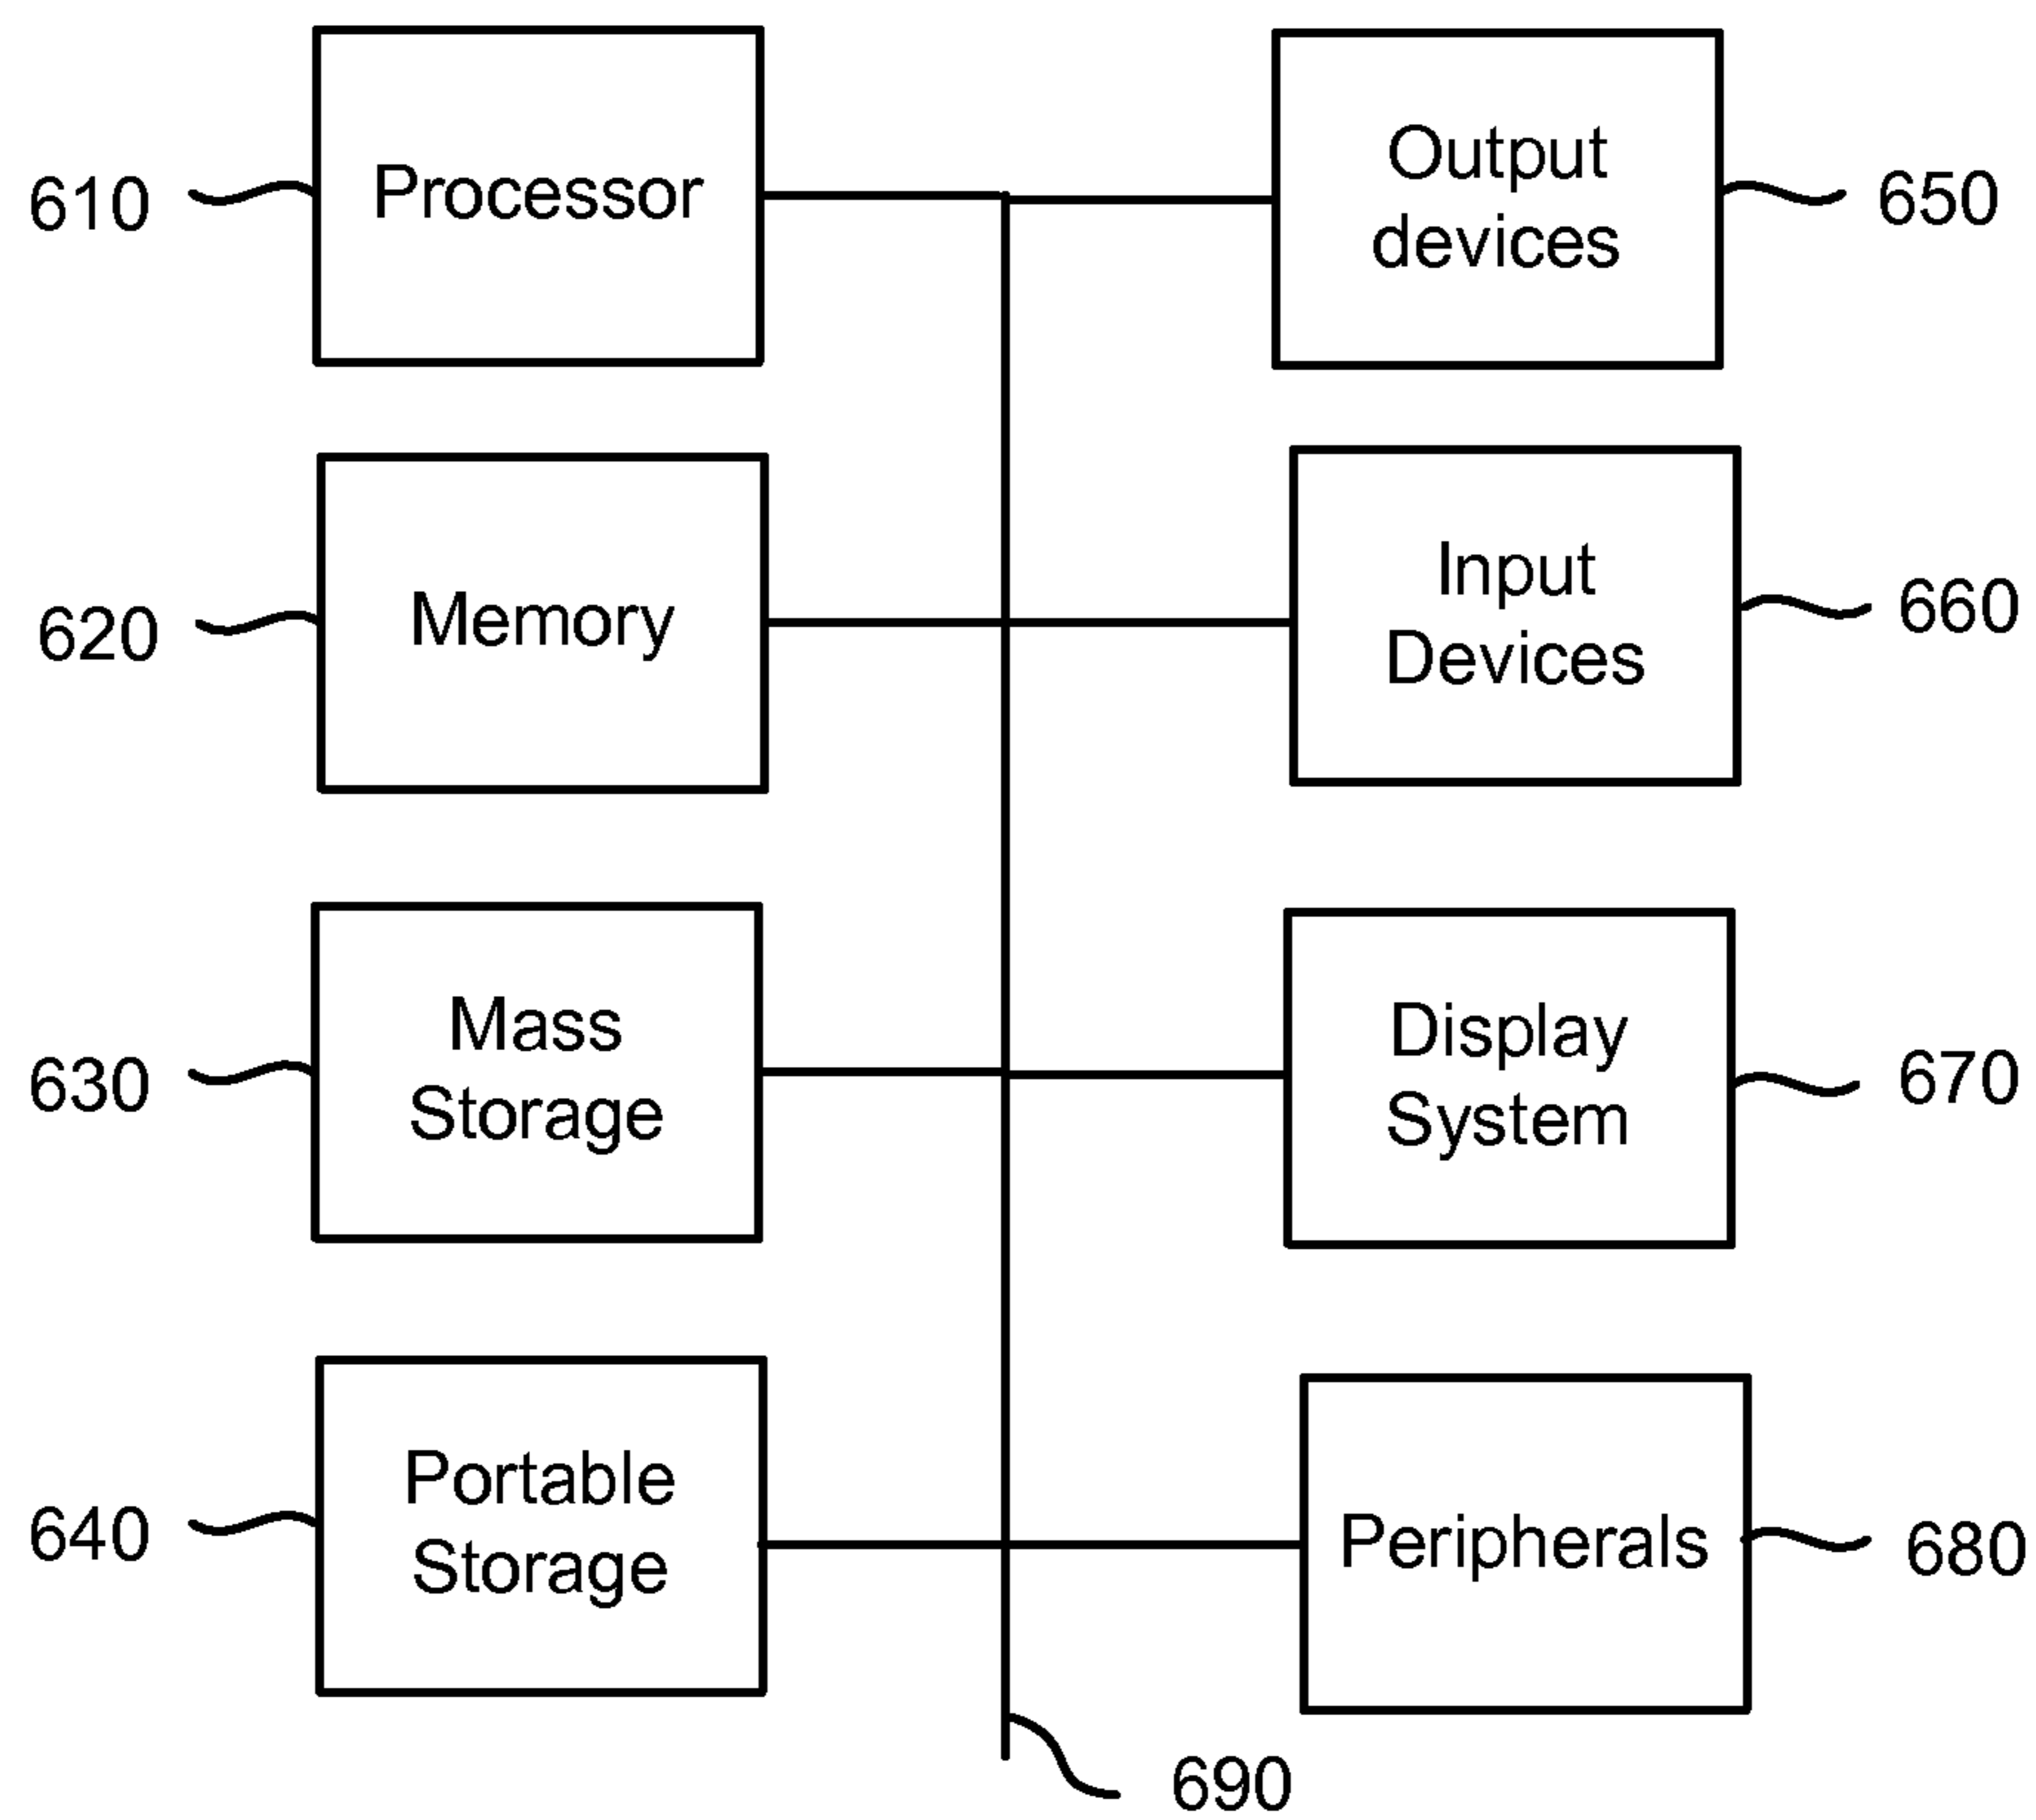 610
Processor
Output
devices
650
620
Memory
Input
Devices
660
630
Mass
Storage
Display
System
670
640
Portable
Storage
Peripherals
680
690